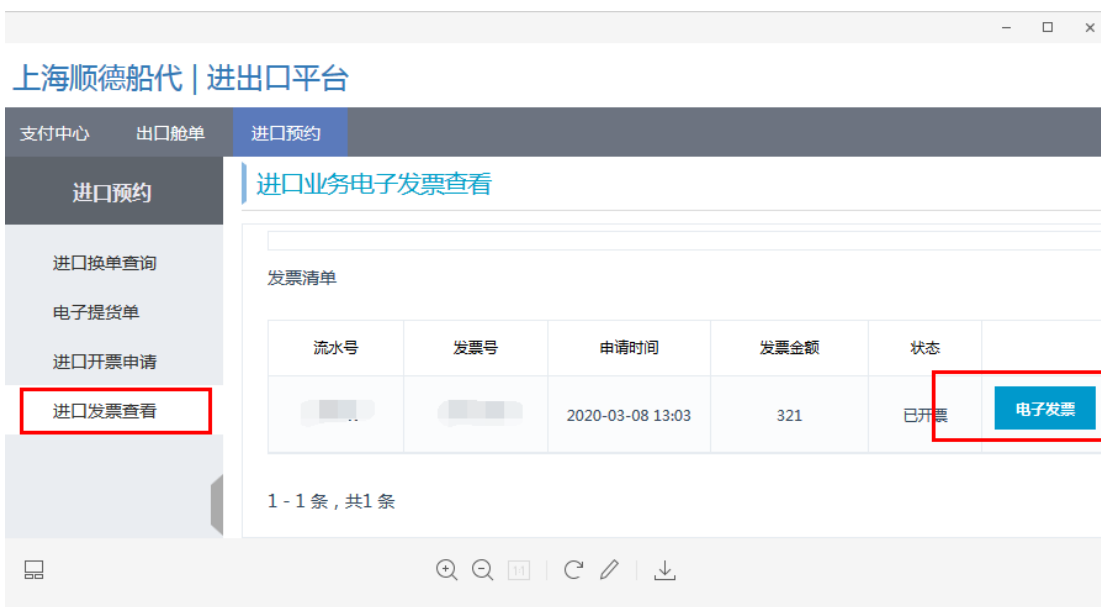 上海顺德船代 | 进出口平台
支付中心 出口舱单 进口预约
进口预约
进口换单查询
电子提货单
进口开票申请
进口发票查看
进口业务电子发票查看
发票清单
流水号 发票号 申请时间 发票金额 状态
2020-03-08 13:03 321 已开票 电子发票
1 - 1 条 , 共1 条
1:1